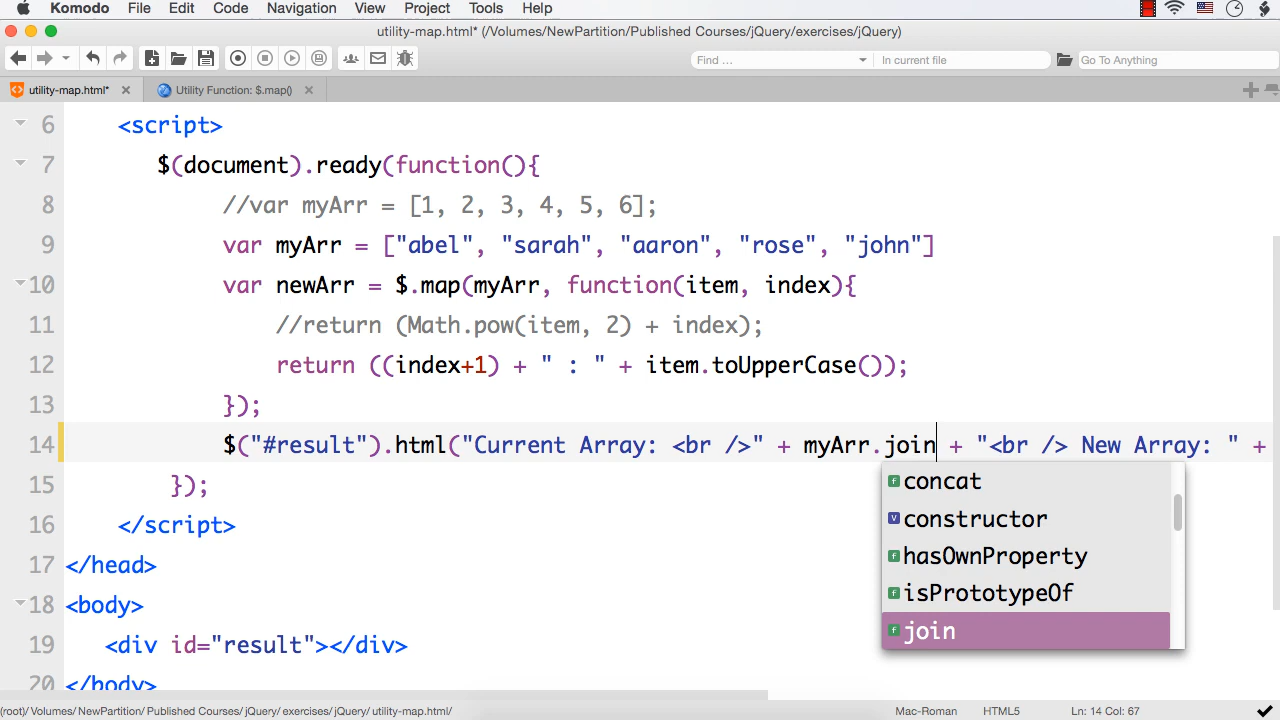 Komodo File Edit Code Navigation View Project Tools Help
utility-map.html* (/Volumes/NewPartition/Published Courses/jQuery/exercises/jQuery)
Find ... In current file Go To Anything
utility-map.html* Utility Function: $.map()
6 <script>
7 $(document).ready(function(){
8 //var myArr = [1, 2, 3, 4, 5, 6];
9 var myArr = ["abel", "sarah", "aaron", "rose", "john"]
10 var newArr = $.map(myArr, function(item, index){
11 //return (Math.pow(item, 2) + index);
12 return ((index+1) + " : " + item.toUpperCase());
13 });
14 $("#result").html("Current Array: <br />" + myArr.join + "<br /> New Array: " +
concat
15 });
constructor
16 </script>
hasOwnProperty
17 </head>
isPrototypeOf
18 <body>
join
19 <div id="result"></div>
20 </body>
(root)/ Volumes/ NewPartition/ Published Courses/ jQuery/ exercises/ jQuery/ utility-map.html/
Mac-Roman HTML5 Ln: 14 Col: 67